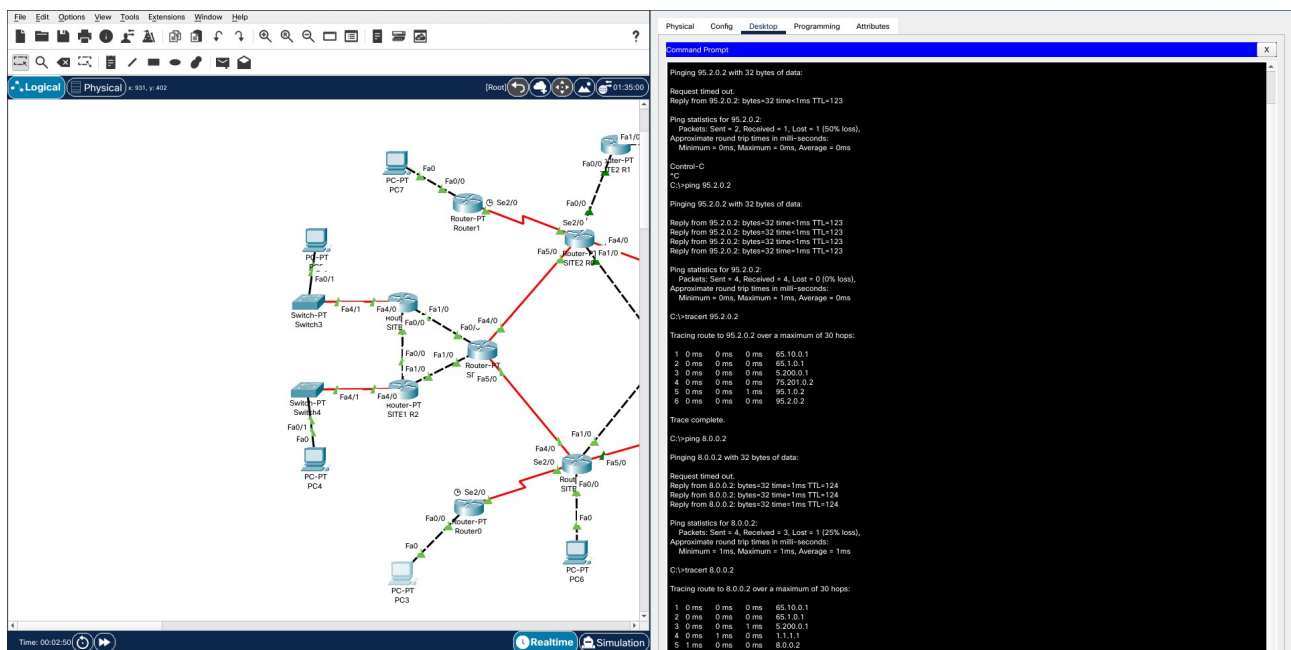 File Edit Options View Tools Extensions Window Help
?
Logical Physical x: 931, y: 402
[Root] 01:35:00
Fa1/0
Fa0/0
Fa0
PC-PT
PC7
Fa0/0
Se2/0
Router-PT
Router1
Fa0/0
Se2/0
Fa4/0
Fa5/0
Fa1/0
SITE2
Fa0/1
Switch-PT
Switch3
Fa4/1
Fa4/0
Fa1/0
SITE
Fa0/0
Fa4/0
Fa0/0
Fa1/0
Fa1/0
Router-PT
Fa5/0
Switch-PT
Switch4
Fa4/1
Fa4/0
Router-PT
SITE1 R2
Fa0/1
Fa0
PC-PT
PC4
Fa1/0
Fa4/0
Se2/0
Fa5/0
SITE
Fa0/0
Se2/0
Fa0/0
Router0
Fa0
Fa0
PC-PT
PC6
PC-PT
PC3
Time: 00:02:50
Realtime Simulation
Physical Config Desktop Programming Attributes
Command Prompt X
Pinging 95.2.0.2 with 32 bytes of data:
Request timed out.
Reply from 95.2.0.2: bytes=32 time<1ms TTL=123
Ping statistics for 95.2.0.2:
Packets: Sent = 2, Received = 1, Lost = 1 (50% loss),
Approximate round trip times in milli-seconds:
Minimum = 0ms, Maximum = 0ms, Average = 0ms
Control-C
^C
C:\>ping 95.2.0.2
Pinging 95.2.0.2 with 32 bytes of data:
Reply from 95.2.0.2: bytes=32 time<1ms TTL=123
Reply from 95.2.0.2: bytes=32 time<1ms TTL=123
Reply from 95.2.0.2: bytes=32 time<1ms TTL=123
Reply from 95.2.0.2: bytes=32 time<1ms TTL=123
Ping statistics for 95.2.0.2:
Packets: Sent = 4, Received = 4, Lost = 0 (0% loss),
Approximate round trip times in milli-seconds:
Minimum = 0ms, Maximum = 1ms, Average = 0ms
C:\>tracert 95.2.0.2
Tracing route to 95.2.0.2 over a maximum of 30 hops:
1 0 ms 0 ms 0 ms 65.10.0.1
2 0 ms 0 ms 0 ms 65.1.0.1
3 0 ms 0 ms 0 ms 5.200.0.1
4 0 ms 0 ms 0 ms 75.201.0.2
5 0 ms 0 ms 1 ms 95.1.0.2
6 0 ms 0 ms 0 ms 95.2.0.2
Trace complete.
C:\>ping 8.0.0.2
Pinging 8.0.0.2 with 32 bytes of data:
Request timed out.
Reply from 8.0.0.2: bytes=32 time=1ms TTL=124
Reply from 8.0.0.2: bytes=32 time=1ms TTL=124
Reply from 8.0.0.2: bytes=32 time=1ms TTL=124
Ping statistics for 8.0.0.2:
Packets: Sent = 4, Received = 3, Lost = 1 (25% loss),
Approximate round trip times in milli-seconds:
Minimum = 1ms, Maximum = 1ms, Average = 1ms
C:\>tracert 8.0.0.2
Tracing route to 8.0.0.2 over a maximum of 30 hops:
1 0 ms 0 ms 0 ms 65.10.0.1
2 0 ms 0 ms 0 ms 65.1.0.1
3 0 ms 0 ms 1 ms 5.200.0.1
4 0 ms 1 ms 0 ms 1.1.1.1
5 1 ms 0 ms 0 ms 8.0.0.2